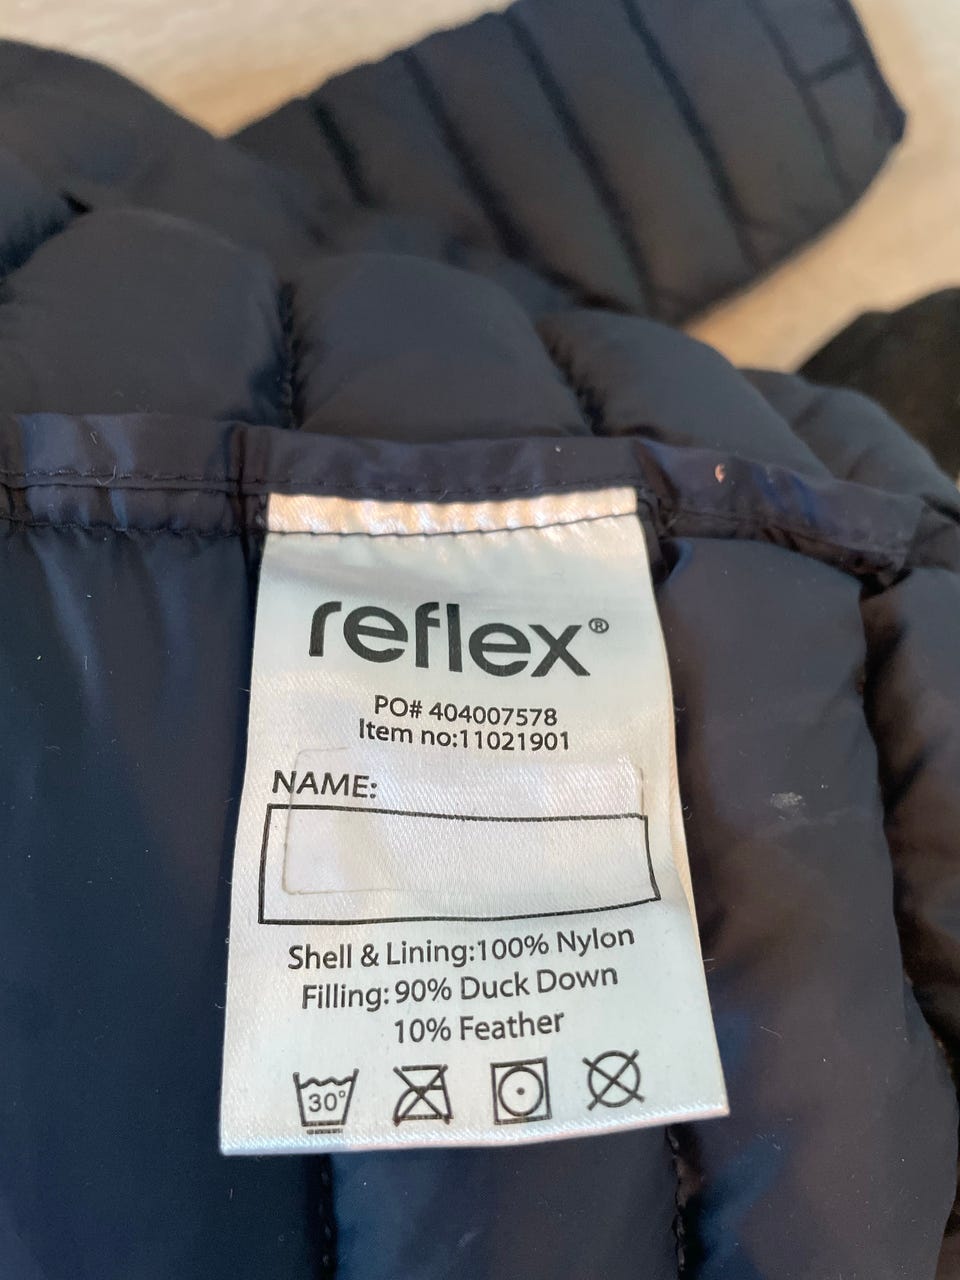 reflex®
PO# 404007578
Item no:11021901
NAME:
Shell & Lining:100% Nylon
Filling: 90% Duck Down
10% Feather
30°